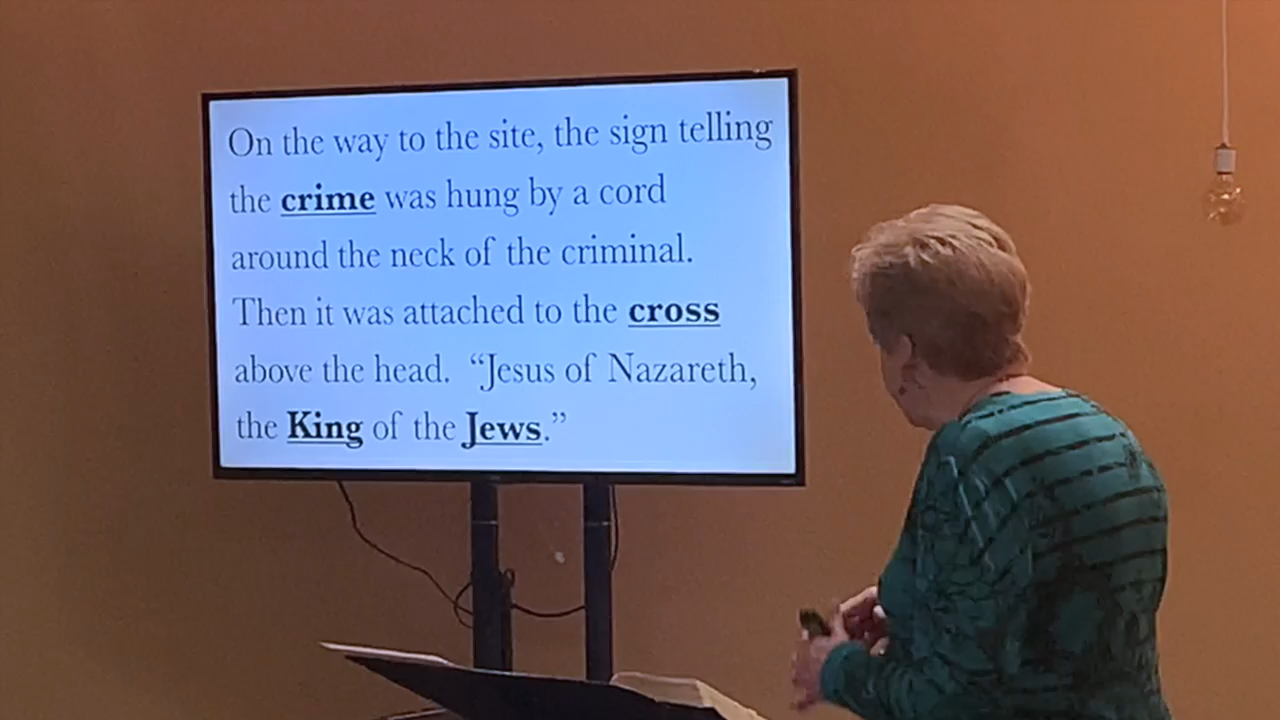 On the way to the site, the sign telling
the crime was hung by a cord
around the neck of the criminal.
Then it was attached to the cross
above the head. “Jesus of Nazareth,
the King of the Jews.”